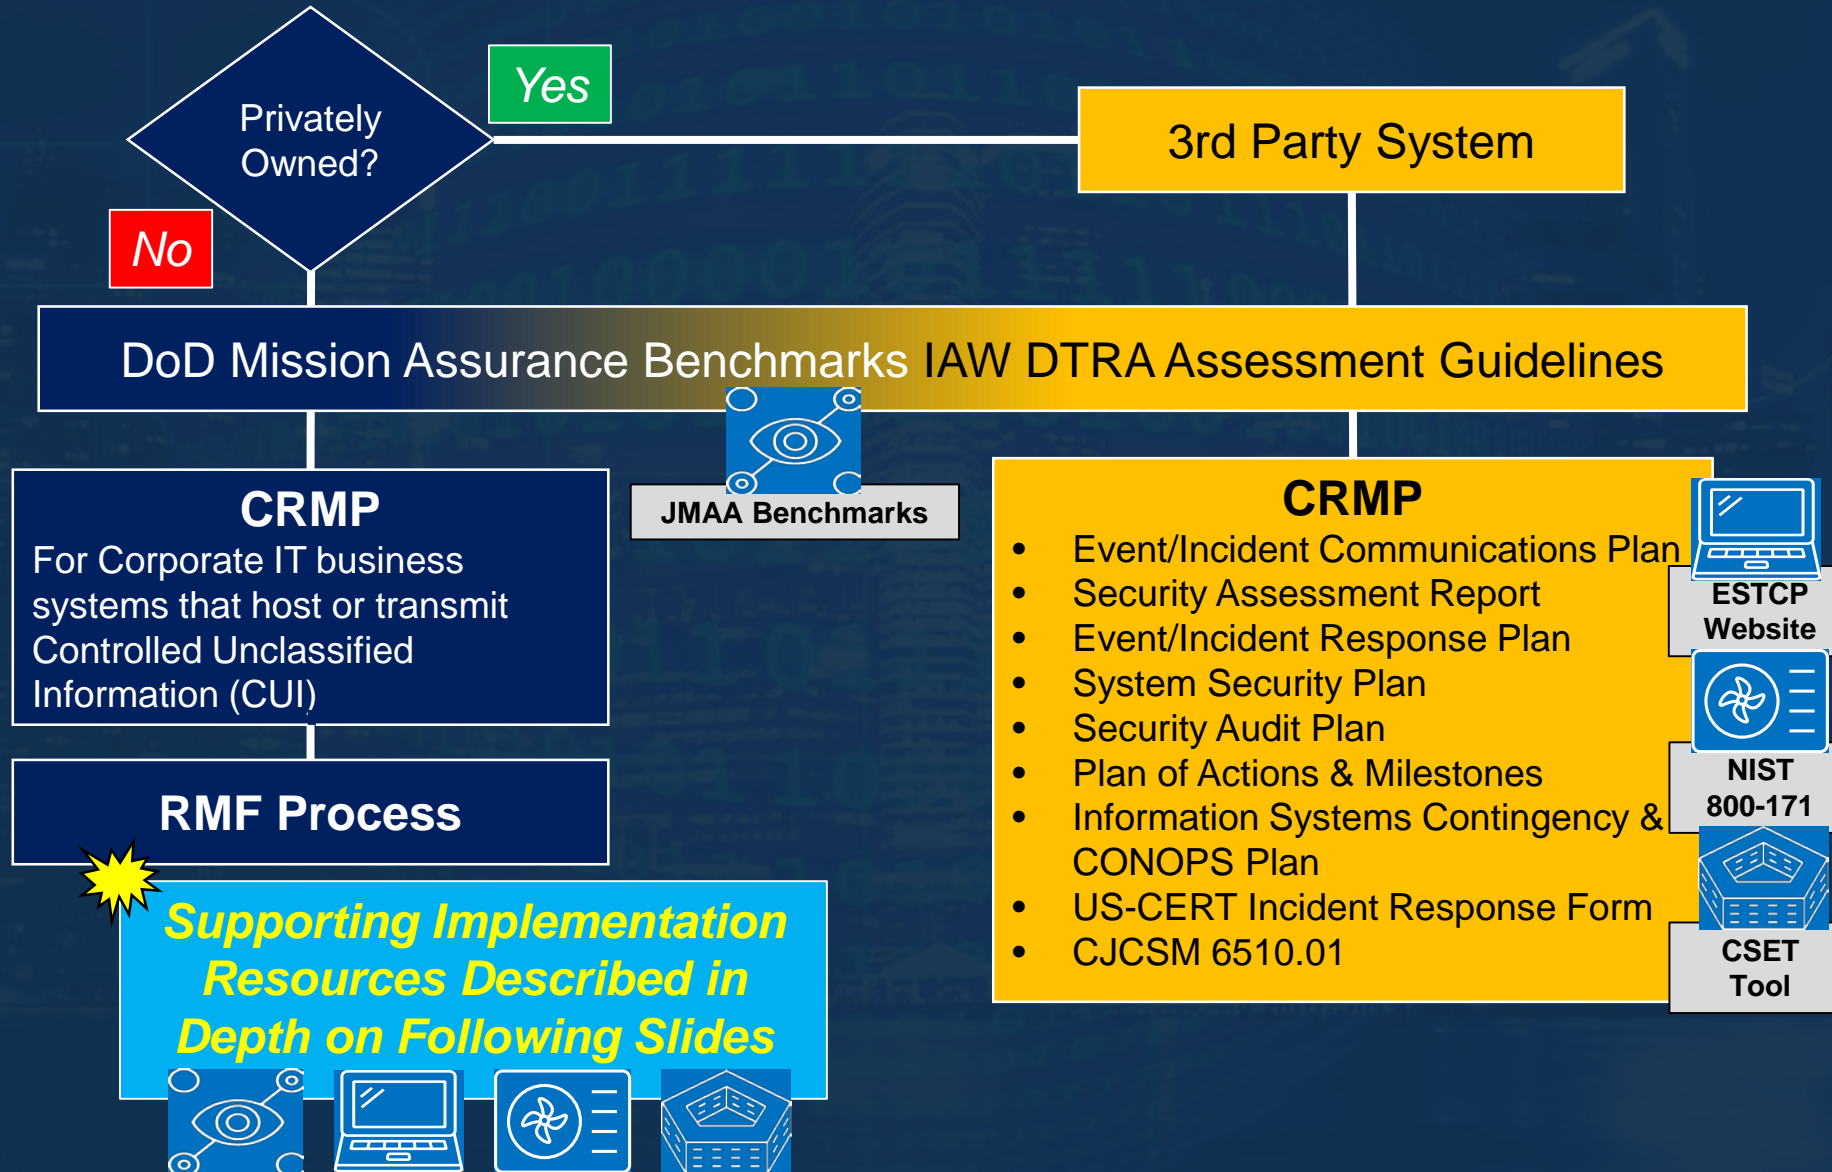 Privately
Owned?
Yes
No
3rd Party System
DoD Mission Assurance Benchmarks IAW DTRA Assessment Guidelines
JMAA Benchmarks
CRMP
For Corporate IT business
systems that host or transmit
Controlled Unclassified
Information (CUI)
RMF Process
Supporting Implementation
Resources Described in
Depth on Following Slides
CRMP
• Event/Incident Communications Plan
• Security Assessment Report
• Event/Incident Response Plan
• System Security Plan
• Security Audit Plan
• Plan of Actions & Milestones
• Information Systems Contingency &
CONOPS Plan
• US-CERT Incident Response Form
• CJCSM 6510.01
ESTCP
Website
NIST
800-171
CSET
Tool